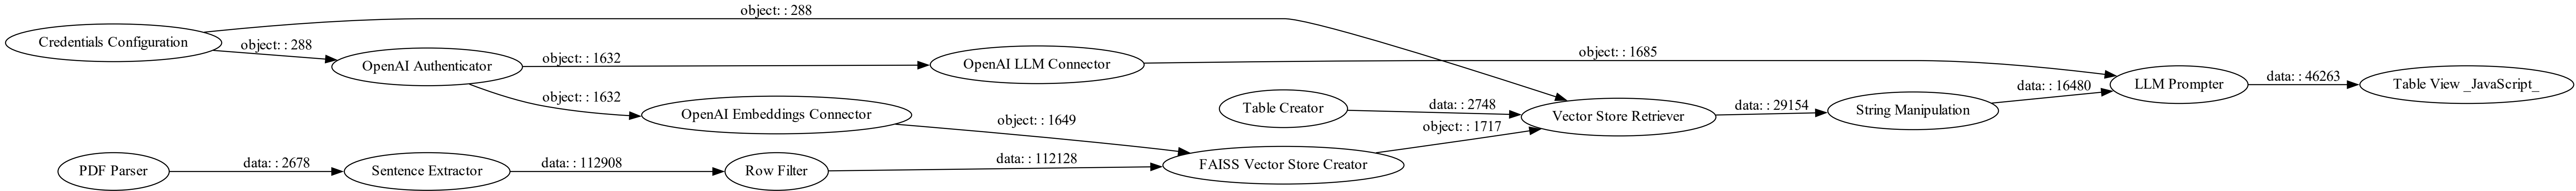 object: : 288
Credentials Configuration
object: : 288
OpenAI Authenticator
object: : 1632
OpenAI LLM Connector
object: : 1685
object: : 1632
OpenAI Embeddings Connector
object: : 1649
Table Creator
data: : 2748
Vector Store Retriever
data: : 29154
String Manipulation
data: : 16480
LLM Prompter
data: : 46263
Table View _JavaScript_
object: : 1717
PDF Parser
data: : 2678
Sentence Extractor
data: : 112908
Row Filter
data: : 112128
FAISS Vector Store Creator